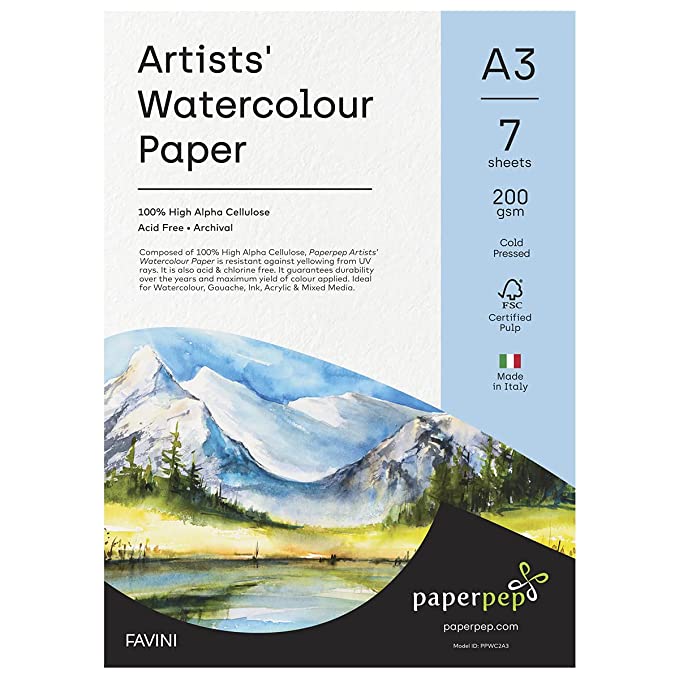 Artists'
Watercolour
Paper
100% High Alpha Cellulose
Acid Free • Archival
Composed of 100% High Alpha Cellulose, Paperpep Artists'
Watercolour Paper is resistant against yellowing from UV
rays. It is also acid & chlorine free. It guarantees durability
over the years and maximum yield of colour applied. Ideal
for Watercolour, Gouache, Ink, Acrylic & Mixed Media.
A3
7
sheets
200
gsm
Cold
Pressed
FSC
Certified
Pulp
Made
in Italy
paperpep
paperpep.com
Model ID: PPWC2A3
FAVINI